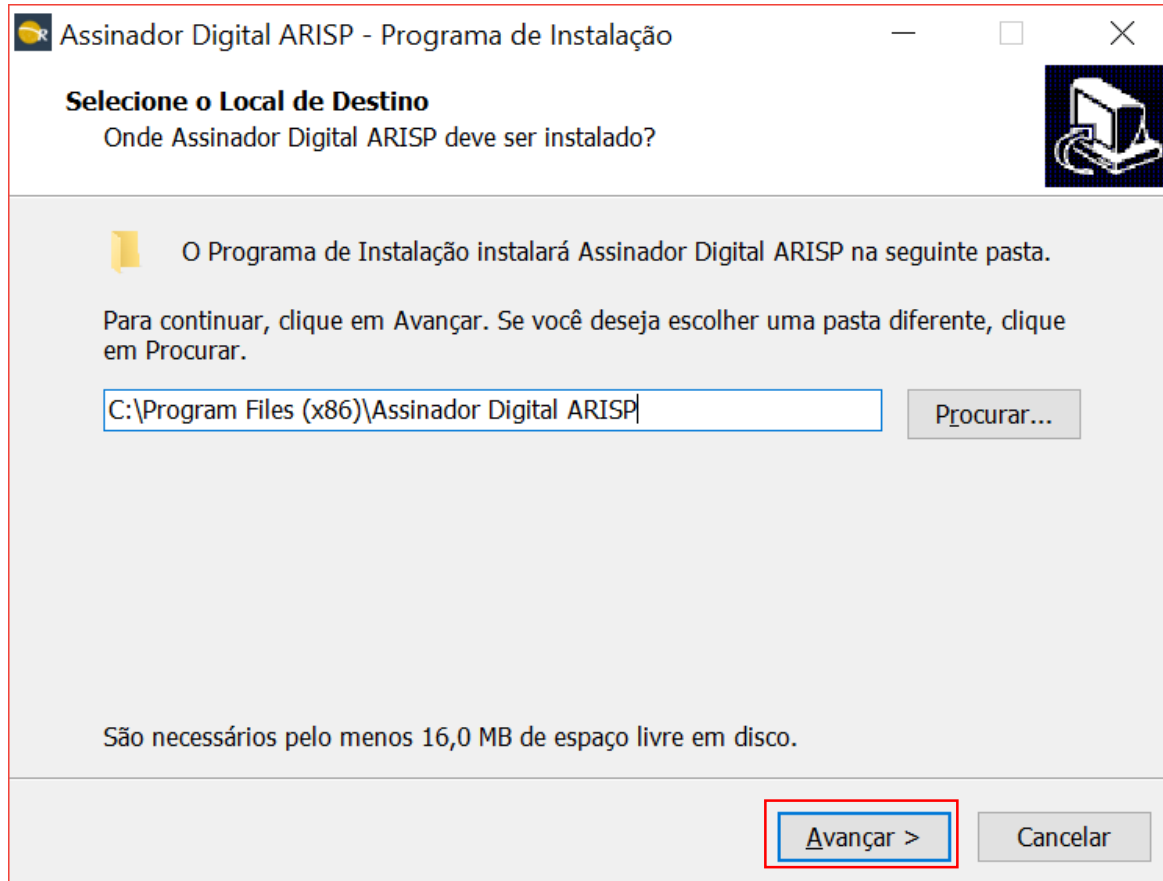 Assinador Digital ARISP - Programa de Instalação
Selecione o Local de Destino
Onde Assinador Digital ARISP deve ser instalado?
O Programa de Instalação instalará Assinador Digital ARISP na seguinte pasta.
Para continuar, clique em Avançar. Se você deseja escolher uma pasta diferente, clique
em Procurar.
C:\Program Files (x86)\Assinador Digital ARISP
Procurar...
São necessários pelo menos 16,0 MB de espaço livre em disco.
Avançar >
Cancelar